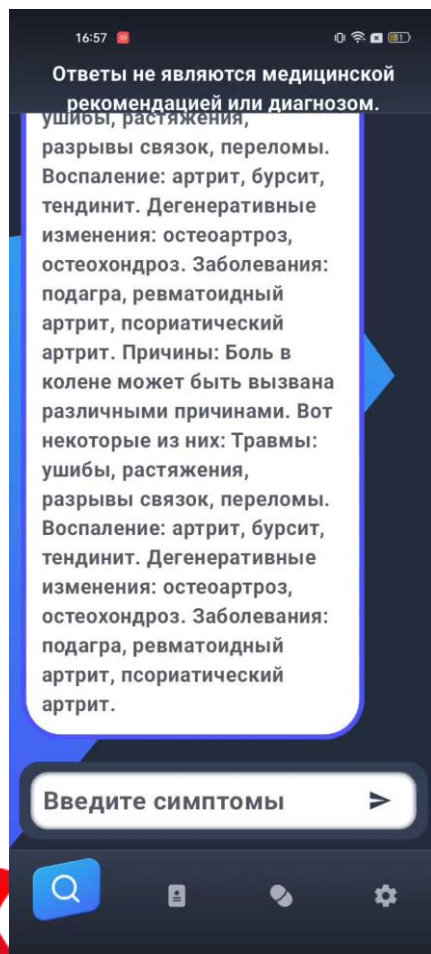 16:57
31
Ответы не являются медицинской
рекомендацией или диагнозом.
ушибы, растяжения,
разрывы связок, переломы.
Воспаление: артрит, бурсит,
тендинит. Дегенеративные
изменения: остеоартроз,
остеохондроз. Заболевания:
подагра, ревматоидный
артрит, псориатический
артрит. Причины: Боль в
колене может быть вызвана
различными причинами. Вот
некоторые из них: Травмы:
ушибы, растяжения,
разрывы связок, переломы.
Воспаление: артрит, бурсит,
тендинит. Дегенеративные
изменения: остеоартроз,
остеохондроз. Заболевания:
подагра, ревматоидный
артрит, псориатический
артрит.
Введите симптомы